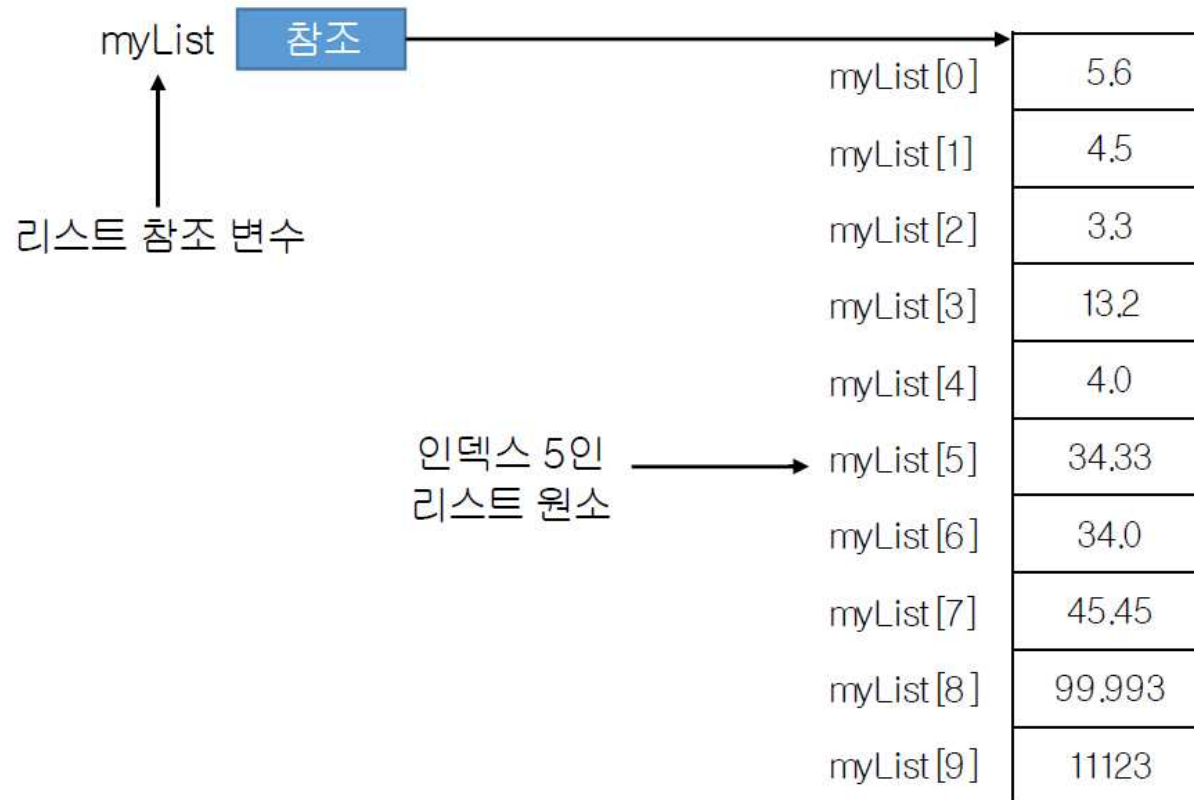 myList 참조
myList[0] 5.6
myList[1] 4.5
리스트 참조 변수
myList[2] 3.3
myList[3] 13.2
myList[4] 4.0
인덱스 5인
리스트 원소
myList[5] 34.33
myList[6] 34.0
myList[7] 45.45
myList[8] 99.993
myList[9] 11123